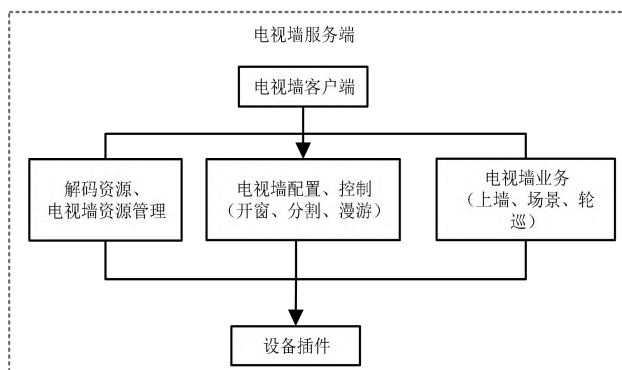 电视墙服务端
电视墙客户端
解码资源、
电视墙资源管理
电视墙配置、控制
（开窗、分割、漫游）
电视墙业务
（上墙、场景、轮
巡）
设备插件